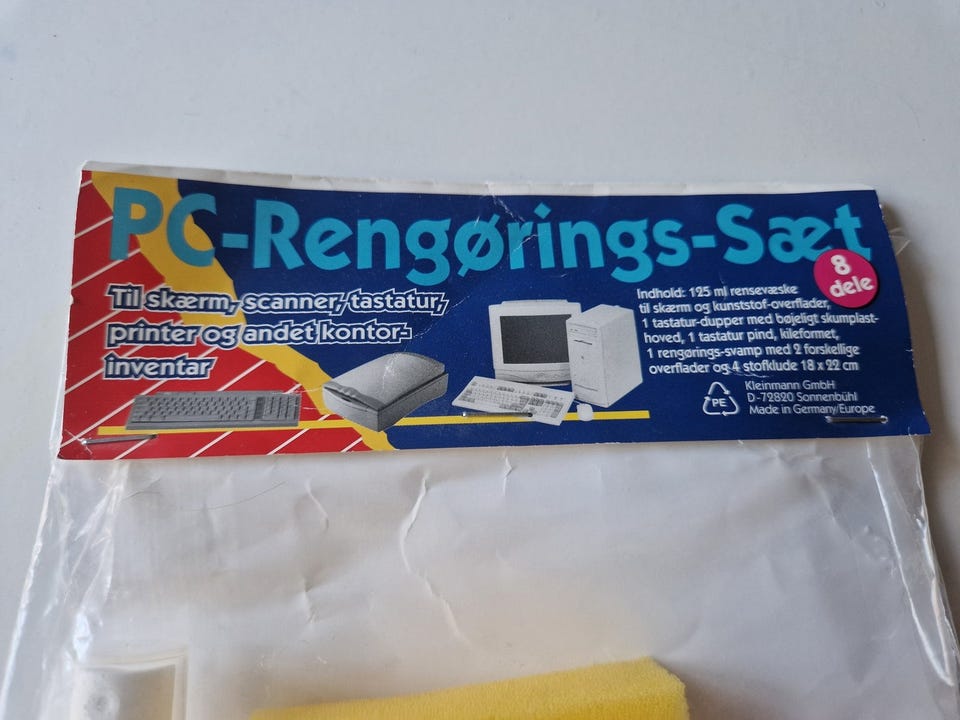 PC-Rengørings-Sæt
8
dele
Til skærm, scanner, tastatur,
printer og andet kontor-
inventar
Indhold: 125 ml rensevæske
til skærm og kunststof-overflader,
1 tastatur-dupper med bøjeligt skumplast-
hoved, 1 tastatur pind, kileformet,
1 rengørings-svamp med 2 forskellige
overflader og 4 stofklude 18 x 22 cm
PE
Kleinmann GmbH
D-72820 Sonnenbühl
Made in Germany/Europe